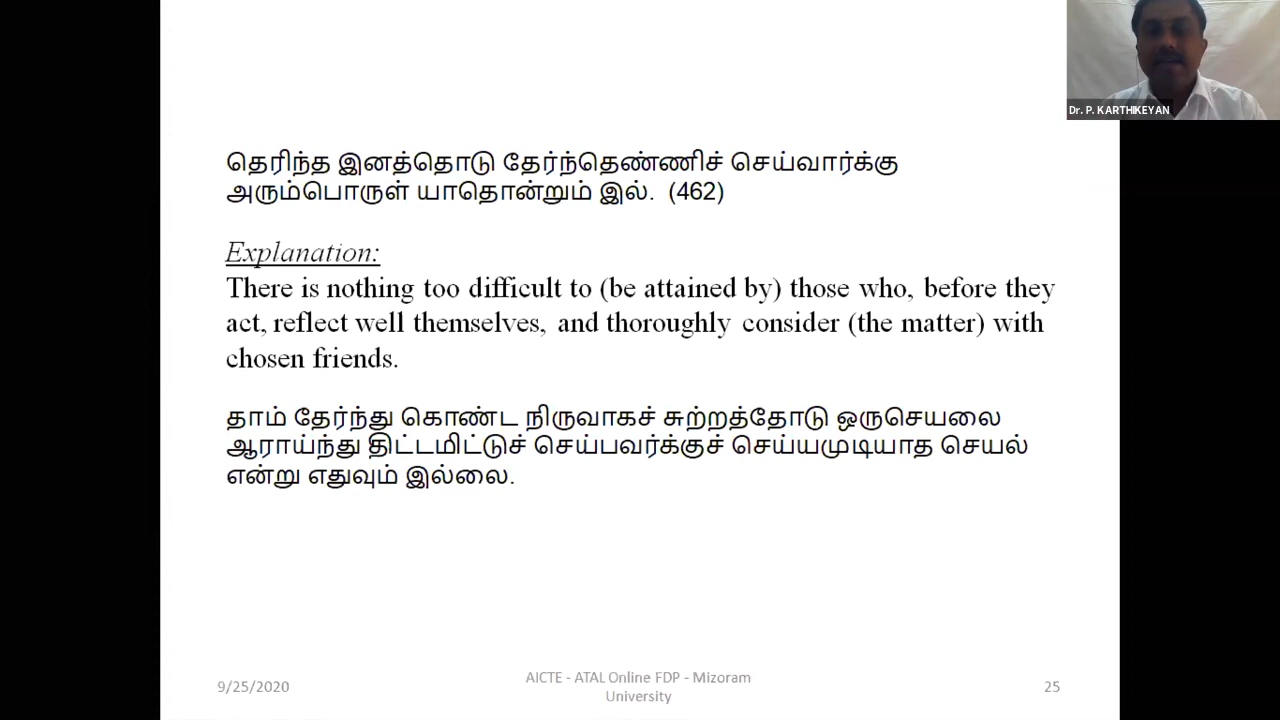 Dr. P. KARTHIKEYAN
தெரிந்த இனத்தொடு தேர்ந்தெண்ணிச் செய்வார்க்கு
அரும்பொருள் யாதொன்றும் இல். (462)
Explanation:
There is nothing too difficult to (be attained by) those who, before they
act, reflect well themselves, and thoroughly consider (the matter) with
chosen friends.
தாம் தேர்ந்து கொண்ட நிருவாகச் சுற்றத்தோடு ஒருசெயலை
ஆராய்ந்து திட்டமிட்டுச் செய்பவர்க்குச் செய்யமுடியாத செயல்
என்று எதுவும் இல்லை.
9/25/2020
AICTE - ATAL Online FDP - Mizoram
University
25